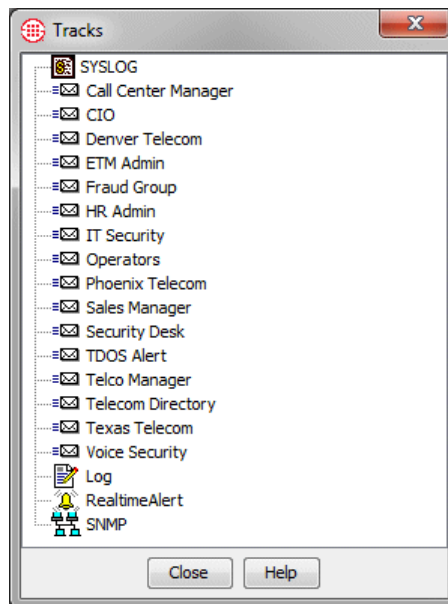 Tracks
SYSLOG
Call Center Manager
CIO
Denver Telecom
ETM Admin
Fraud Group
HR Admin
IT Security
Operators
Phoenix Telecom
Sales Manager
Security Desk
TDOS Alert
Telco Manager
Telecom Directory
Texas Telecom
Voice Security
Log
RealtimeAlert
SNMP
Close Help